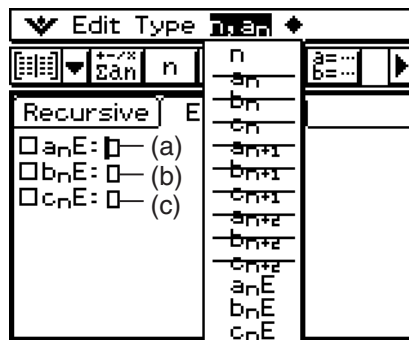 Edit Type n,an ◆
+-/× Σan n a=… b=…
Recursive E
anE: (a)
bnE: (b)
cnE: (c)
n
an
bn
cn
an+1
bn+1
cn+1
an+2
bn+2
cn+2
anE
bnE
cnE